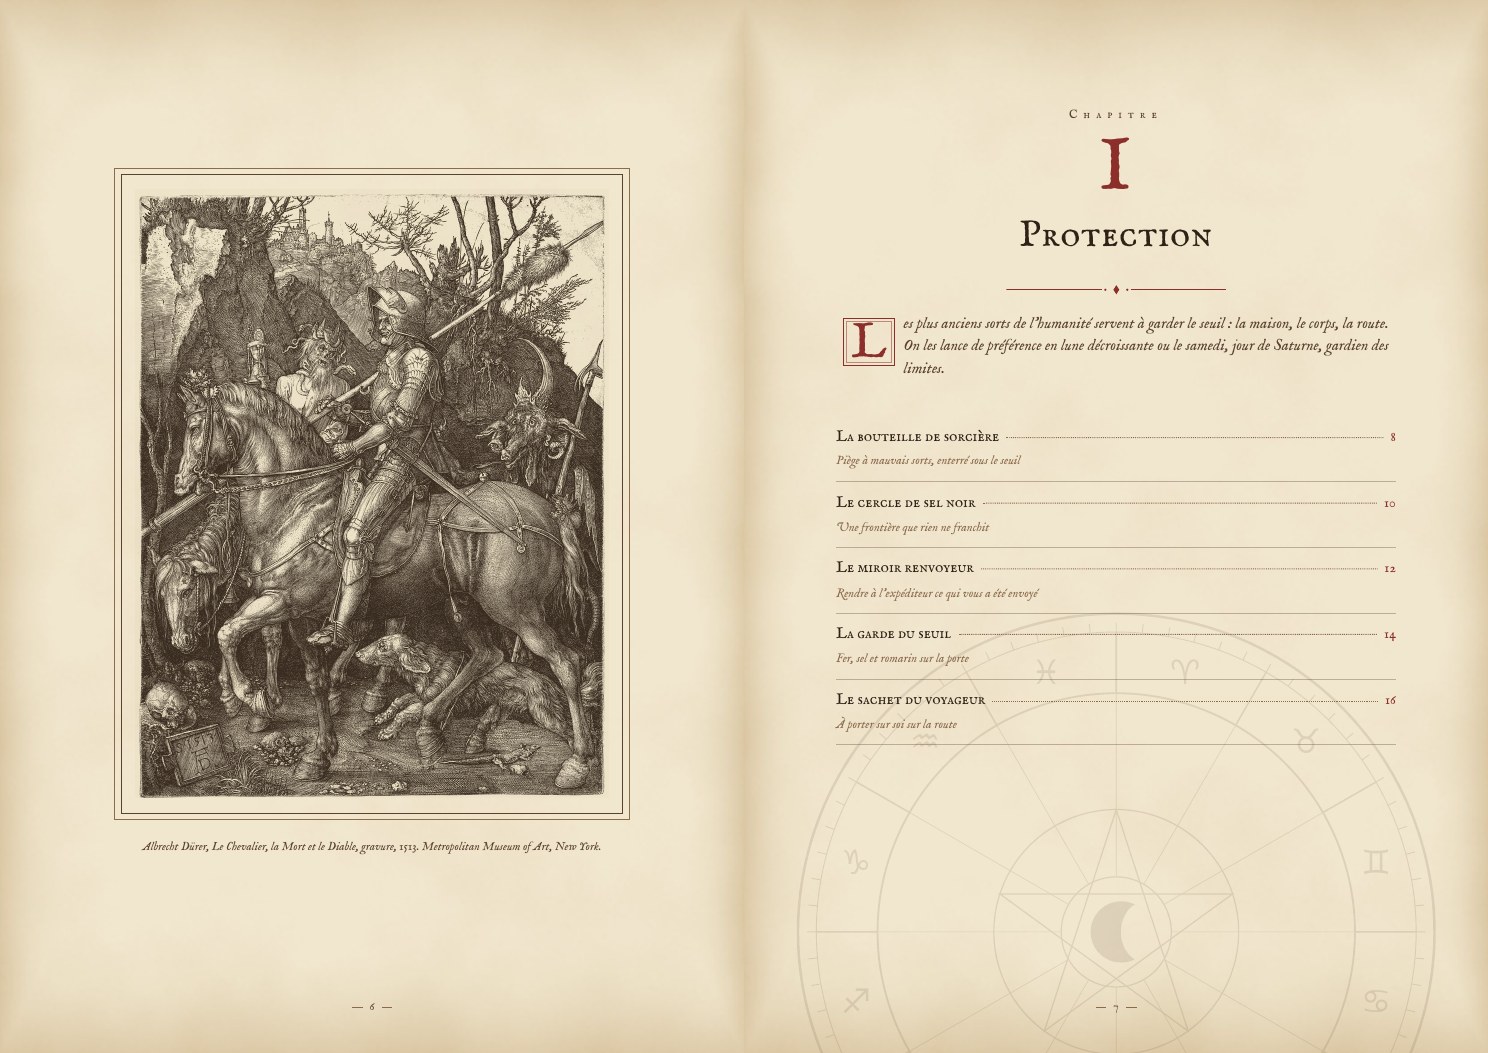 1513
AD
Albrecht Dürer, Le Chevalier, la Mort et le Diable, gravure, 1513. Metropolitan Museum of Art, New York.
— 6 —
Chapitre
I
Protection
Les plus anciens sorts de l’humanité servent à garder le seuil : la maison, le corps, la route.
On les lance de préférence en lune décroissante ou le samedi, jour de Saturne, gardien des
limites.
La bouteille de sorcière 8
Piège à mauvais sorts, enterré sous le seuil
Le cercle de sel noir 10
Une frontière que rien ne franchit
Le miroir renvoyeur 12
Rendre à l’expéditeur ce qui vous a été envoyé
La garde du seuil 14
Fer, sel et romarin sur la porte
Le sachet du voyageur 16
À porter sur soi sur la route
— 7 —